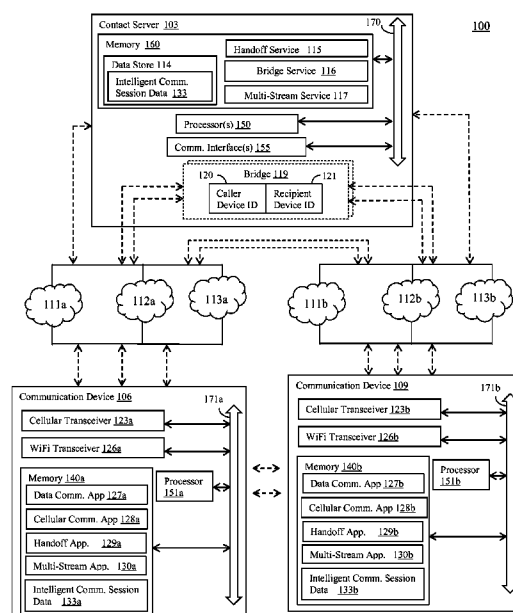 100
Contact Server 103
170
Memory 160
Data Store 114
Intelligent Comm.
Session Data 133
Handoff Service 115
Bridge Service 116
Multi-Stream Service 117
Processor(s) 150
Comm. Interface(s) 155
Bridge 119
120
121
Caller
Device ID
Recipient
Device ID
111a
112a
113a
111b
112b
113b
Communication Device 106
171a
Cellular Transceiver 123a
WiFi Transceiver 126a
Memory 140a
Data Comm. App 127a
Cellular Comm. App 128a
Handoff App. 129a
Multi-Stream App. 130a
Intelligent Comm. Session
Data 133a
Processor
151a
Communication Device 109
171b
Cellular Transceiver 123b
WiFi Transceiver 126b
Memory 140b
Data Comm. App 127b
Cellular Comm. App 128b
Handoff App. 129b
Multi-Stream App. 130b
Intelligent Comm. Session
Data 133b
Processor
151b